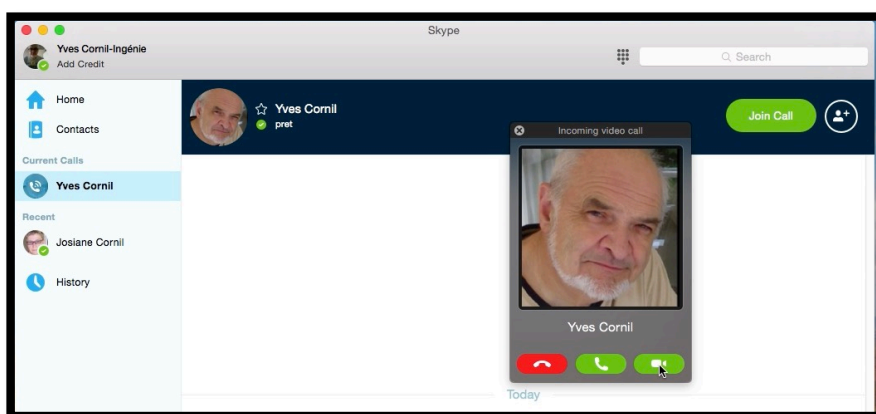 Skype
Yves Cornil-Ingénie
Add Credit
Search
Home
Contacts
Current Calls
Yves Cornil
Recent
Josiane Cornil
History
Yves Cornil
pret
Join Call
Incoming video call
Yves Cornil
Today